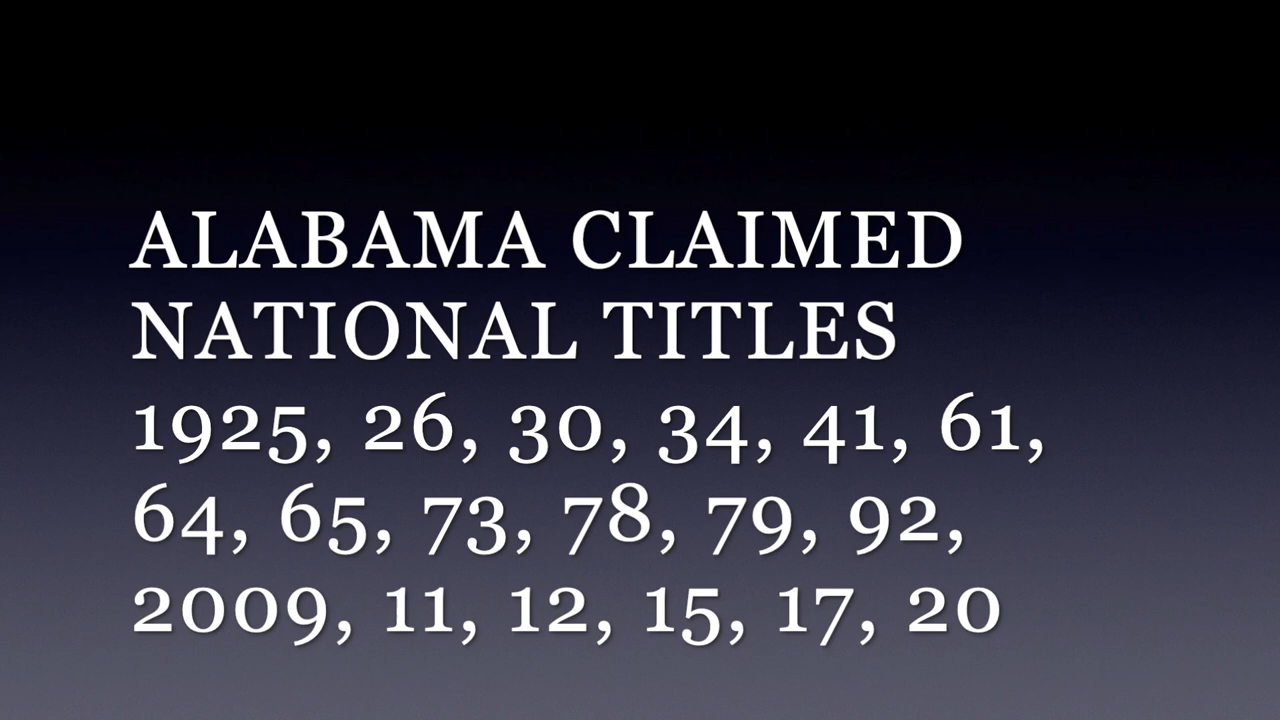 ALABAMA CLAIMED
NATIONAL TITLES
1925, 26, 30, 34, 41, 61,
64, 65, 73, 78, 79, 92,
2009, 11, 12, 15, 17, 20